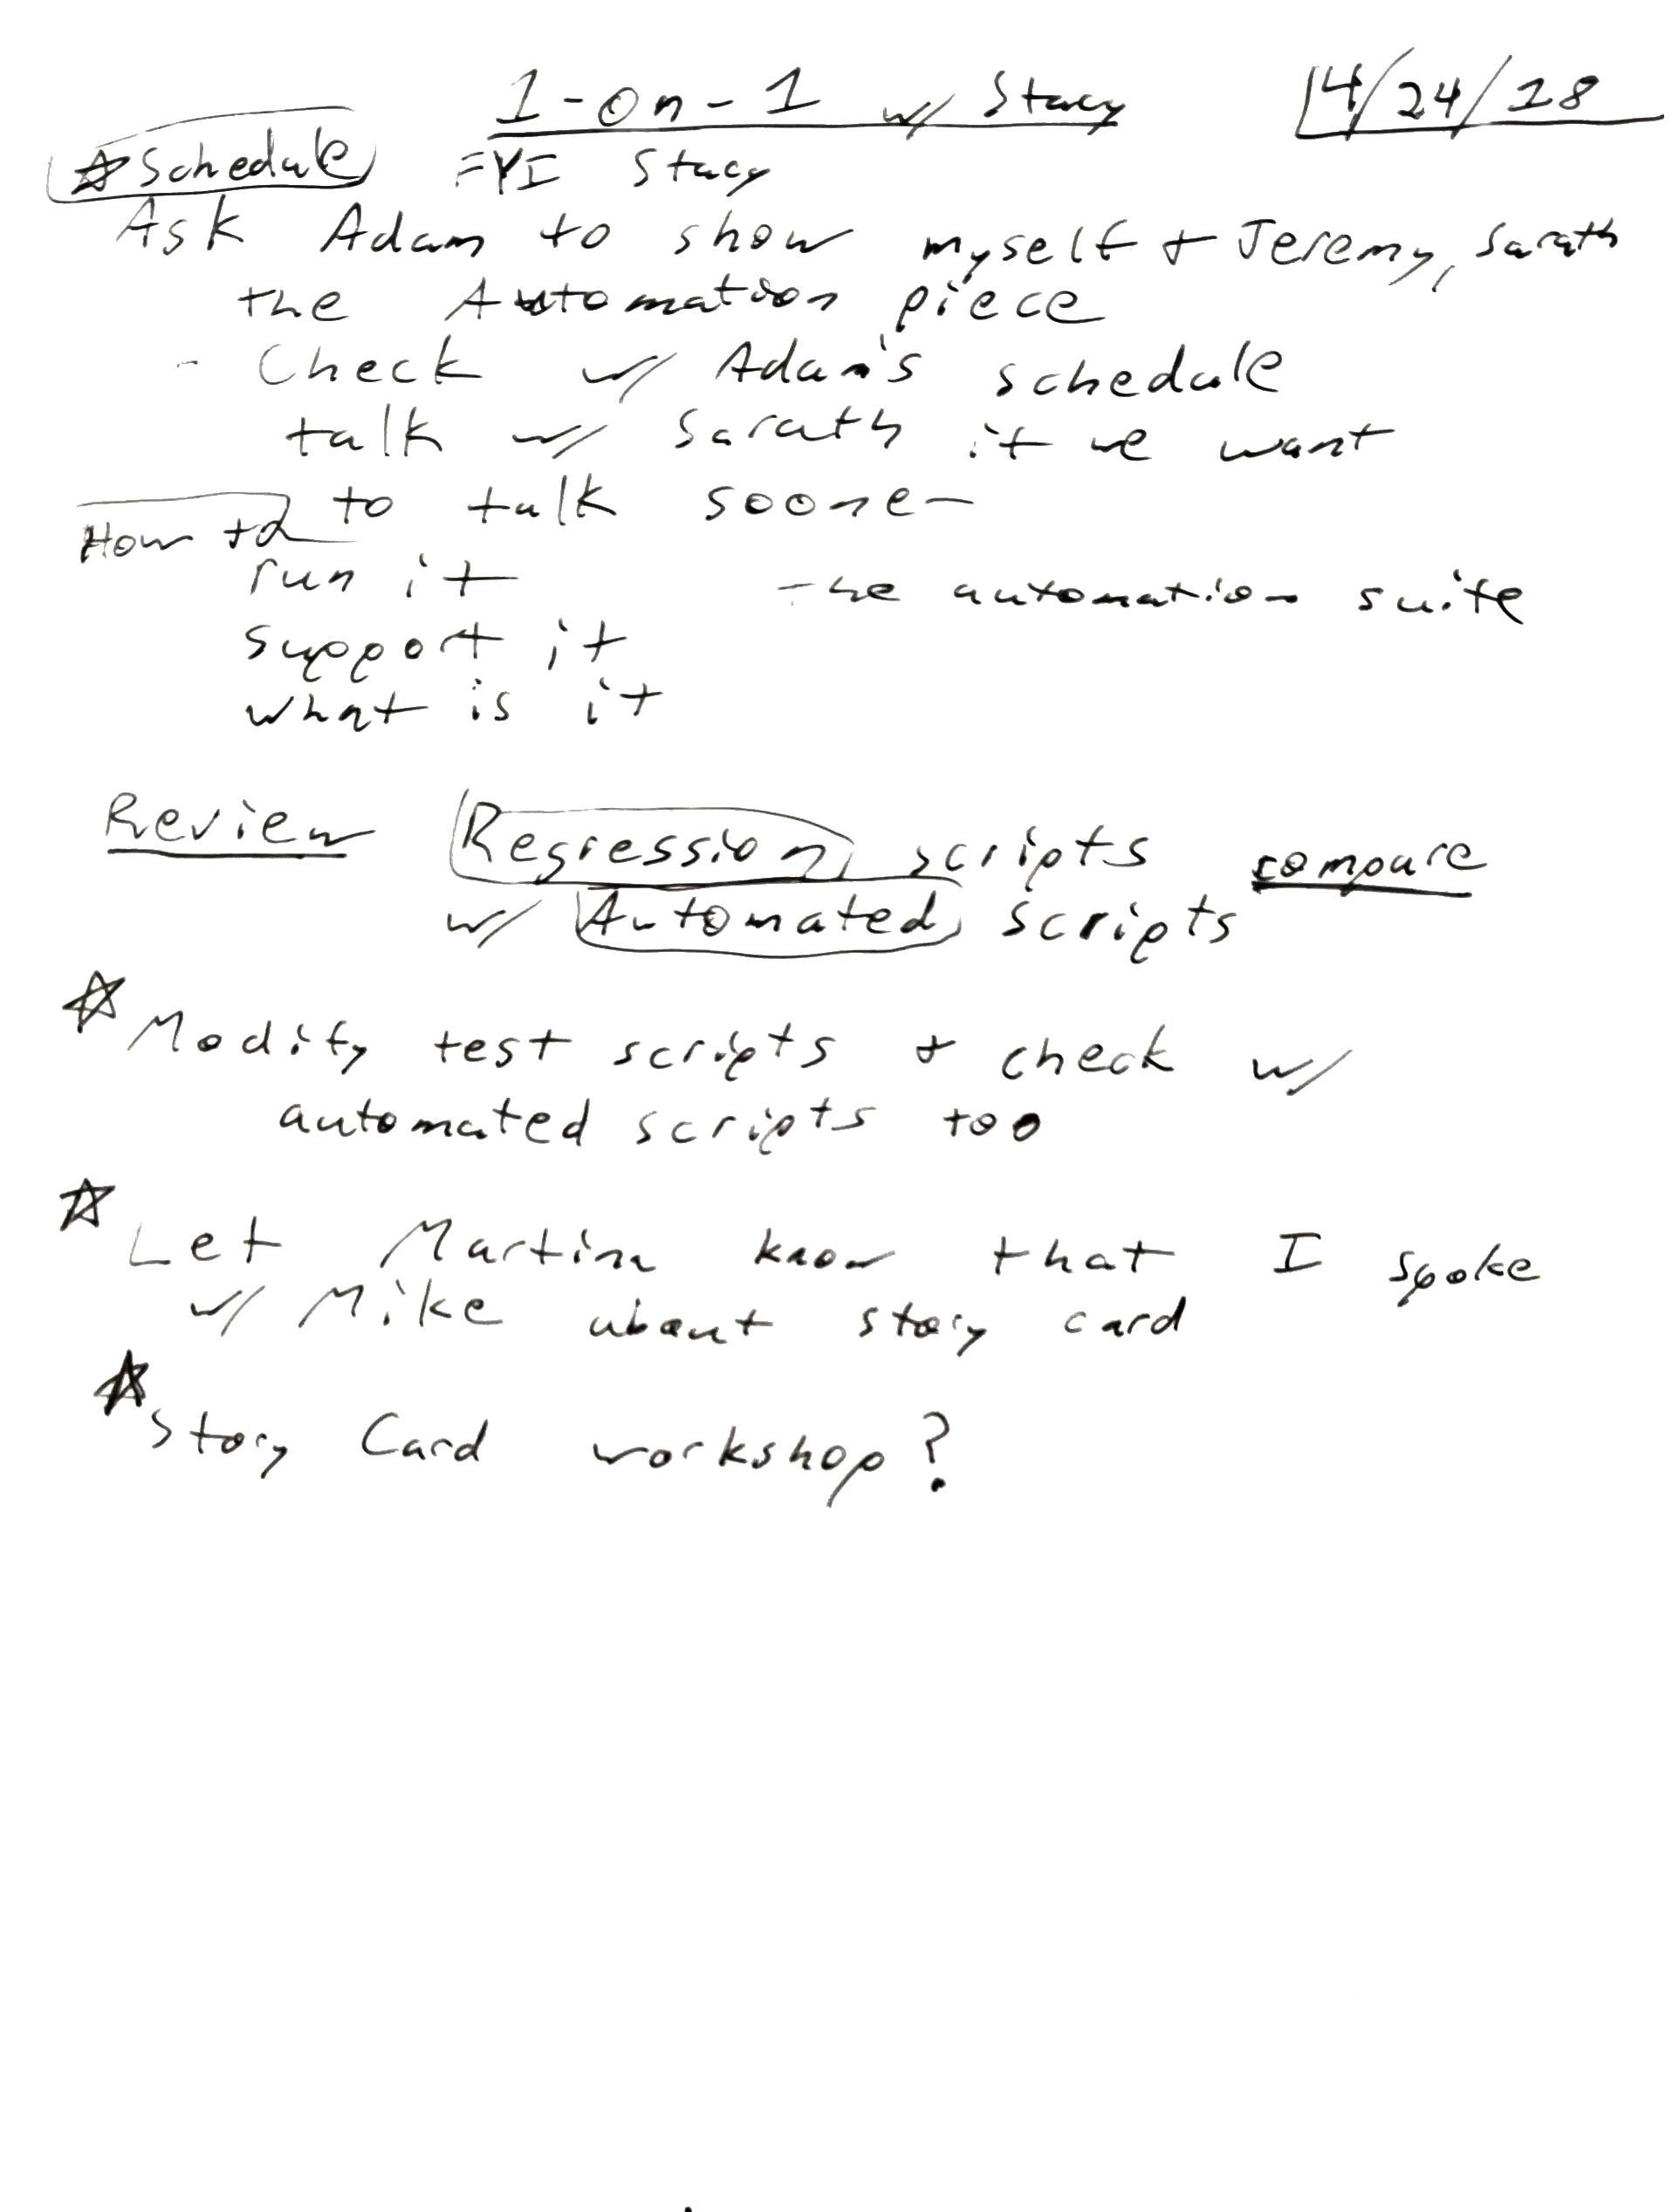 1-on-1 w/ Stacy 4/24/18
☆ Schedule FYI Stacy
Ask Adam to show myself + Jeremy, Sarath
the Automation piece
- Check w/ Adam's schedule
talk w/ Sarath if we want
to talk sooner
How to
run it the automation suite
support it
what is it
Review Regression scripts compare
w/ Automated scripts
☆ Modify test scripts + check w/
automated scripts too
☆ Let Martina know that I spoke
w/ Mike about story card
☆ Story Card workshop?